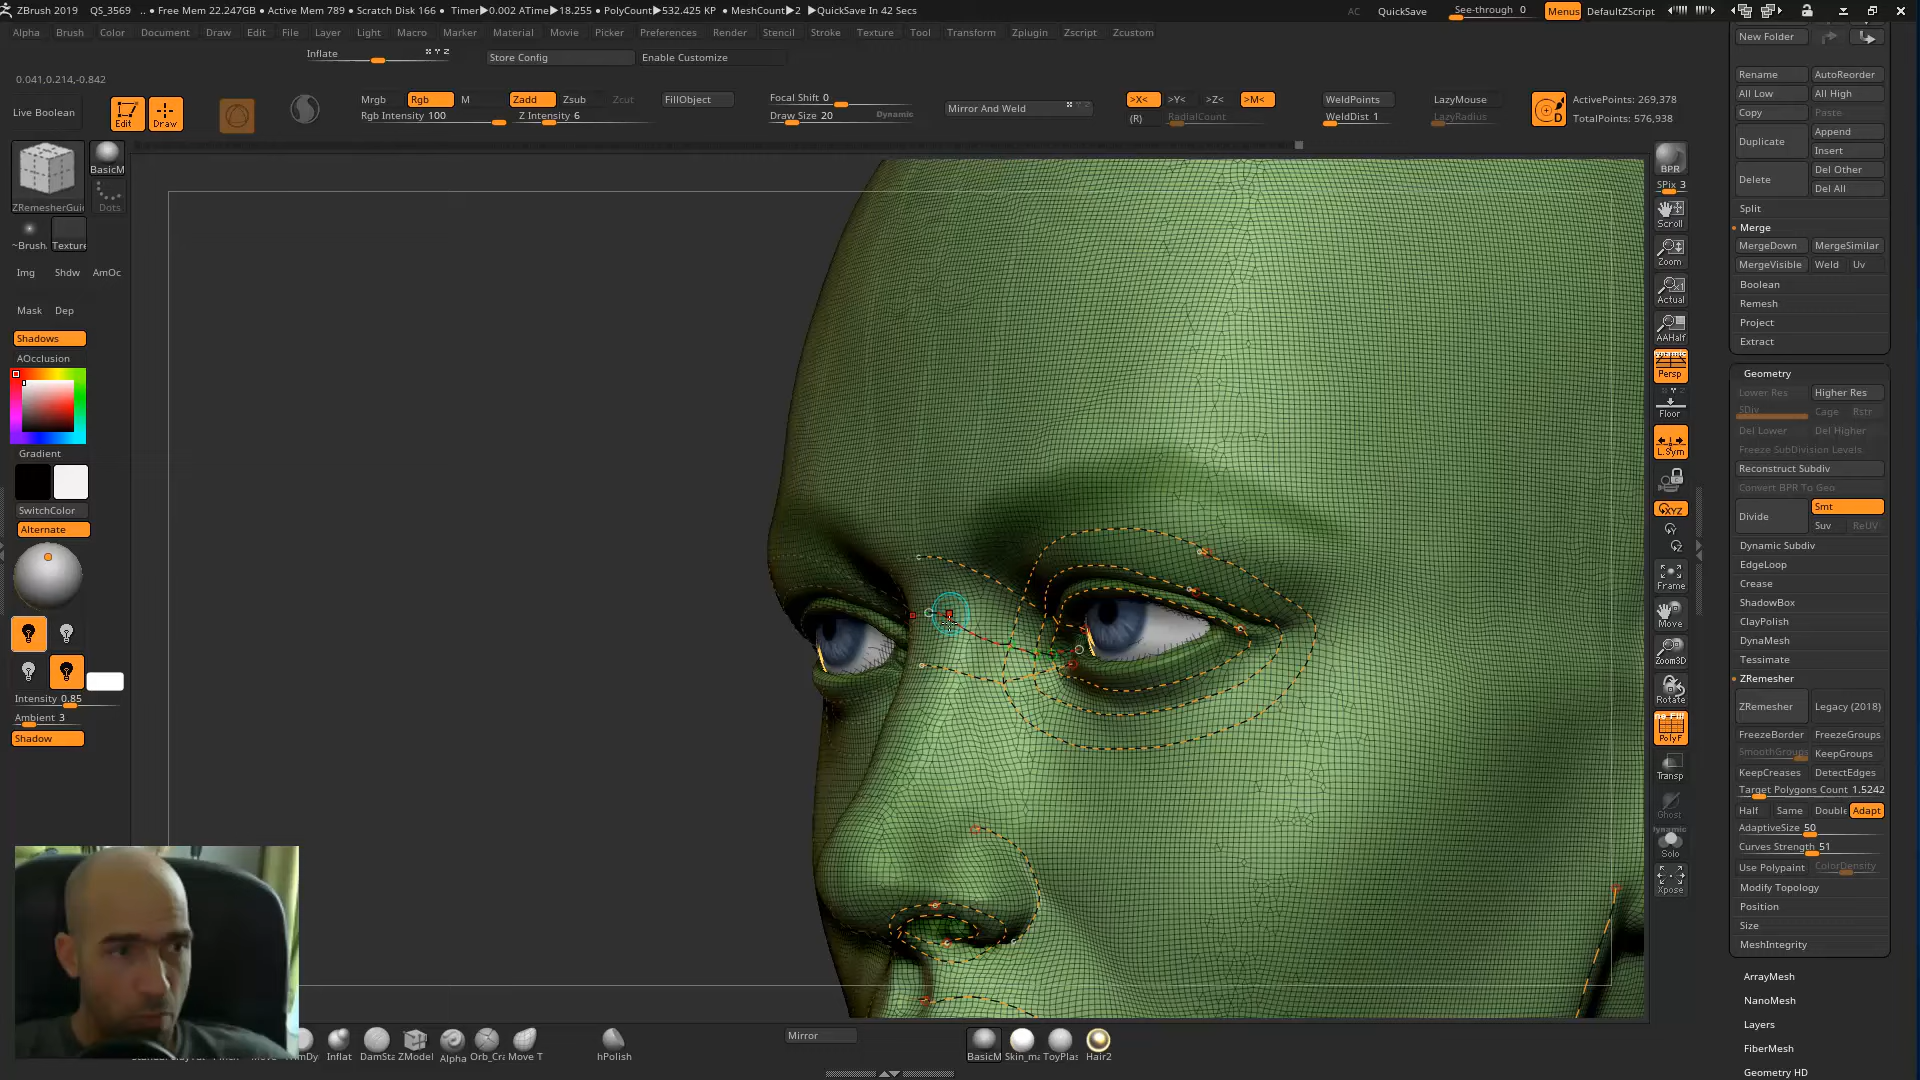 ZBrush 2019 QS_3569 .. • Free Mem 22.247GB • Active Mem 789 • Scratch Disk 166 • Timer▶0.002 ATime▶18.255 • PolyCount▶532.425 KP • MeshCount▶2 ▶QuickSave In 42 Secs AC QuickSave See-through 0 Menus DefaultZScript
Alpha Brush Color Document Draw Edit File Layer Light Macro Marker Material Movie Picker Preferences Render Stencil Stroke Texture Tool Transform Zplugin Zscript Zcustom
Inflate X Y Z Store Config Enable Customize
0.041,0.214,-0.842
Live Boolean Edit Draw
Mrgb Rgb M Zadd Zsub Zcut FillObject
Rgb Intensity 100 Z Intensity 6
Focal Shift 0
Draw Size 20 Dynamic
Mirror And Weld
>X< >Y< >Z< >M<
(R) RadialCount
WeldPoints
WeldDist 1
LazyMouse
LazyRadius
ActivePoints: 269,378
TotalPoints: 576,938
ZRemesherGui
BasicM
Dots
~Brush
Texture
Img Shdw AmOc
Mask Dep
Shadows
AOcclusion
Gradient
SwitchColor
Alternate
Intensity 0.85
Ambient 3
Shadow
BPR
SPix 3
Scroll
Zoom
Actual
AAHalf
Dynamic
Persp
Floor
L.Sym
XYZ
Frame
Move
Zoom3D
Rotate
PolyF
Transp
Ghost
Dynamic
Solo
Xpose
New Folder
Rename AutoReorder
All Low All High
Copy Paste
Duplicate Append
Insert
Delete Del Other
Del All
Split
Merge
MergeDown MergeSimilar
MergeVisible Weld Uv
Boolean
Remesh
Project
Extract
Geometry
Lower Res Higher Res
SDiv Cage Rstr
Del Lower Del Higher
Freeze SubDivision Levels
Reconstruct Subdiv
Convert BPR To Geo
Divide Smt
Suv ReUV
Dynamic Subdiv
EdgeLoop
Crease
ShadowBox
ClayPolish
DynaMesh
Tessimate
ZRemesher
ZRemesher Legacy (2018)
FreezeBorder FreezeGroups
SmoothGroups KeepGroups
KeepCreases DetectEdges
Target Polygons Count 1.5242
Half Same Double Adapt
AdaptiveSize 50
Curves Strength 51
Use Polypaint ColorDensity
Modify Topology
Position
Size
MeshIntegrity
ArrayMesh
NanoMesh
Layers
FiberMesh
Geometry HD
Inflat DamSta ZModel Alpha Orb_Cra Move T hPolish Mirror BasicM Skin_ma ToyPlas Hair2